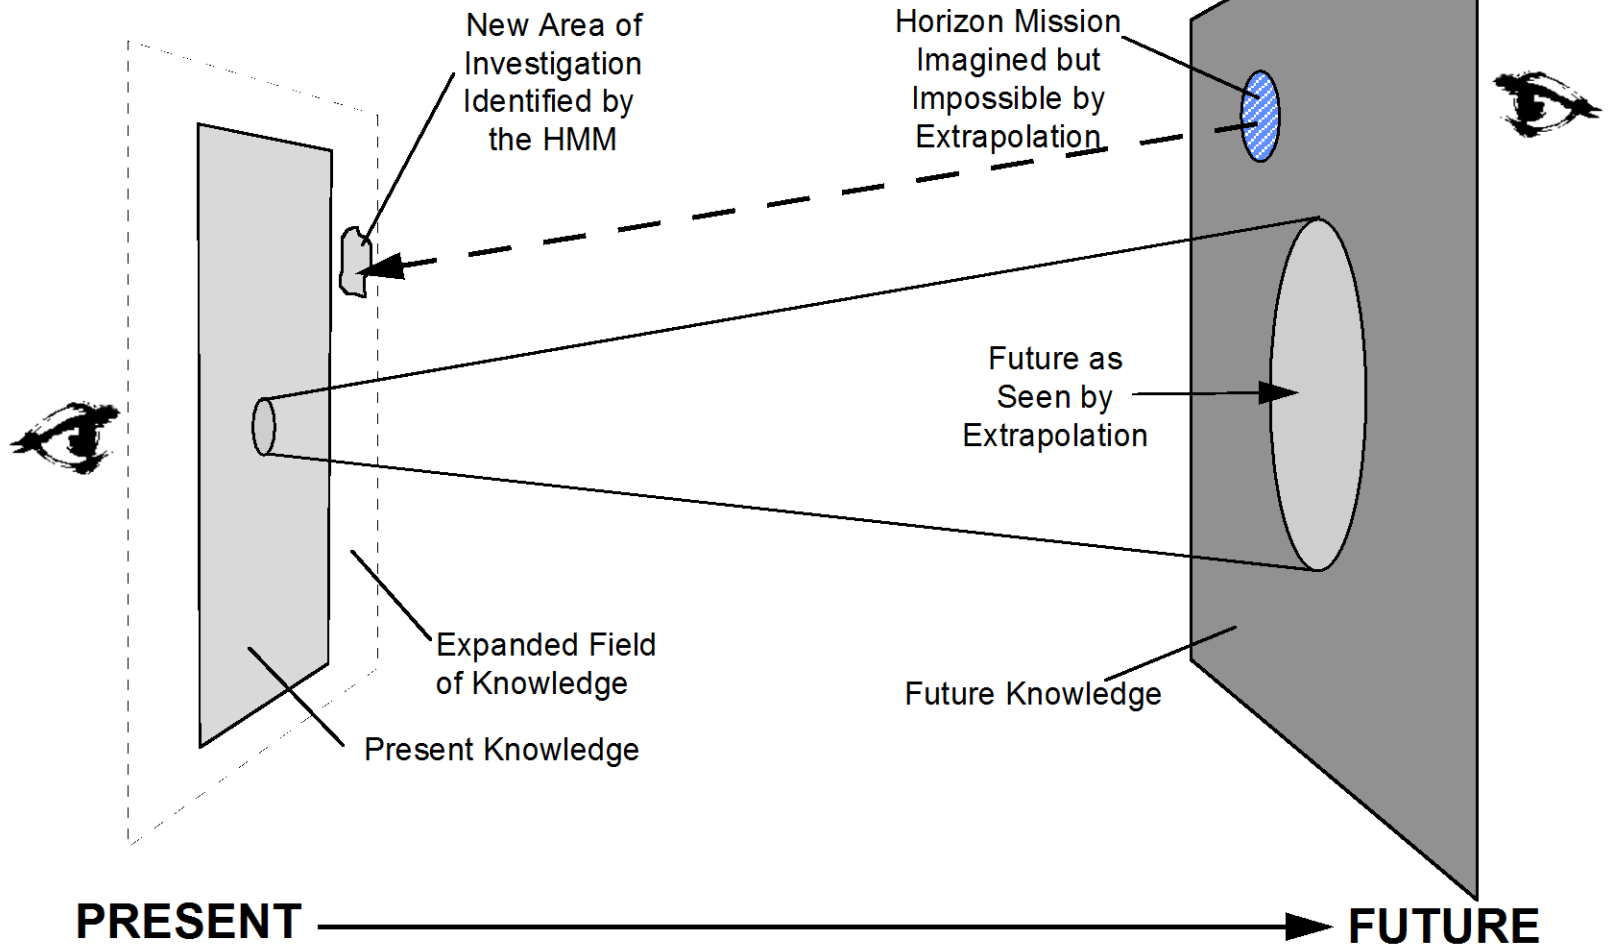 New Area of
Investigation
Identified by
the HMM
Horizon Mission
Imagined but
Impossible by
Extrapolation
Future as
Seen by
Extrapolation
Expanded Field
of Knowledge
Future Knowledge
Present Knowledge
PRESENT
FUTURE